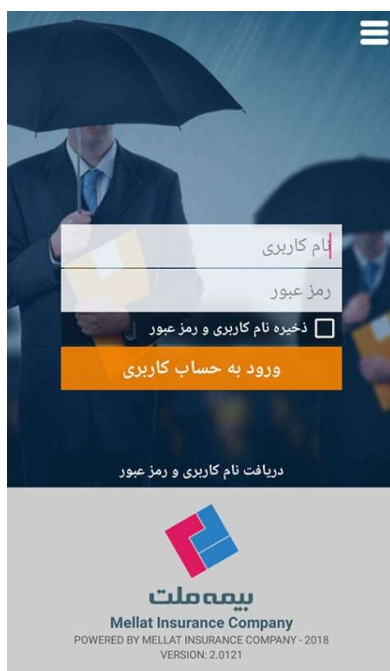 نام کاربری
رمز عبور
ذخیره نام کاربری و رمز عبور
ورود به حساب کاربری
دریافت نام کاربری و رمز عبور
بیمه ملت
Mellat Insurance Company
POWERED BY MELLAT INSURANCE COMPANY - 2018
VERSION: 2.0121